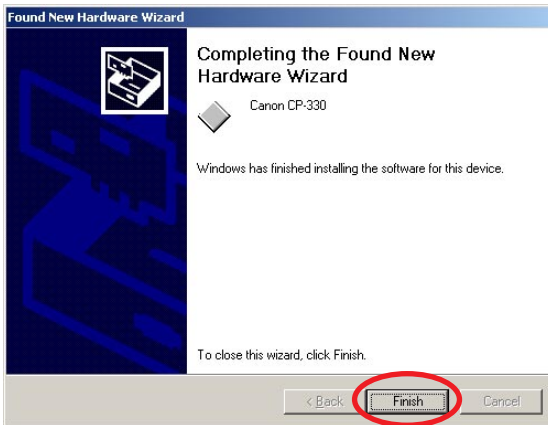 Found New Hardware Wizard
Completing the Found New
Hardware Wizard
Canon CP-330
Windows has finished installing the software for this device.
To close this wizard, click Finish.
< Back
Finish
Cancel